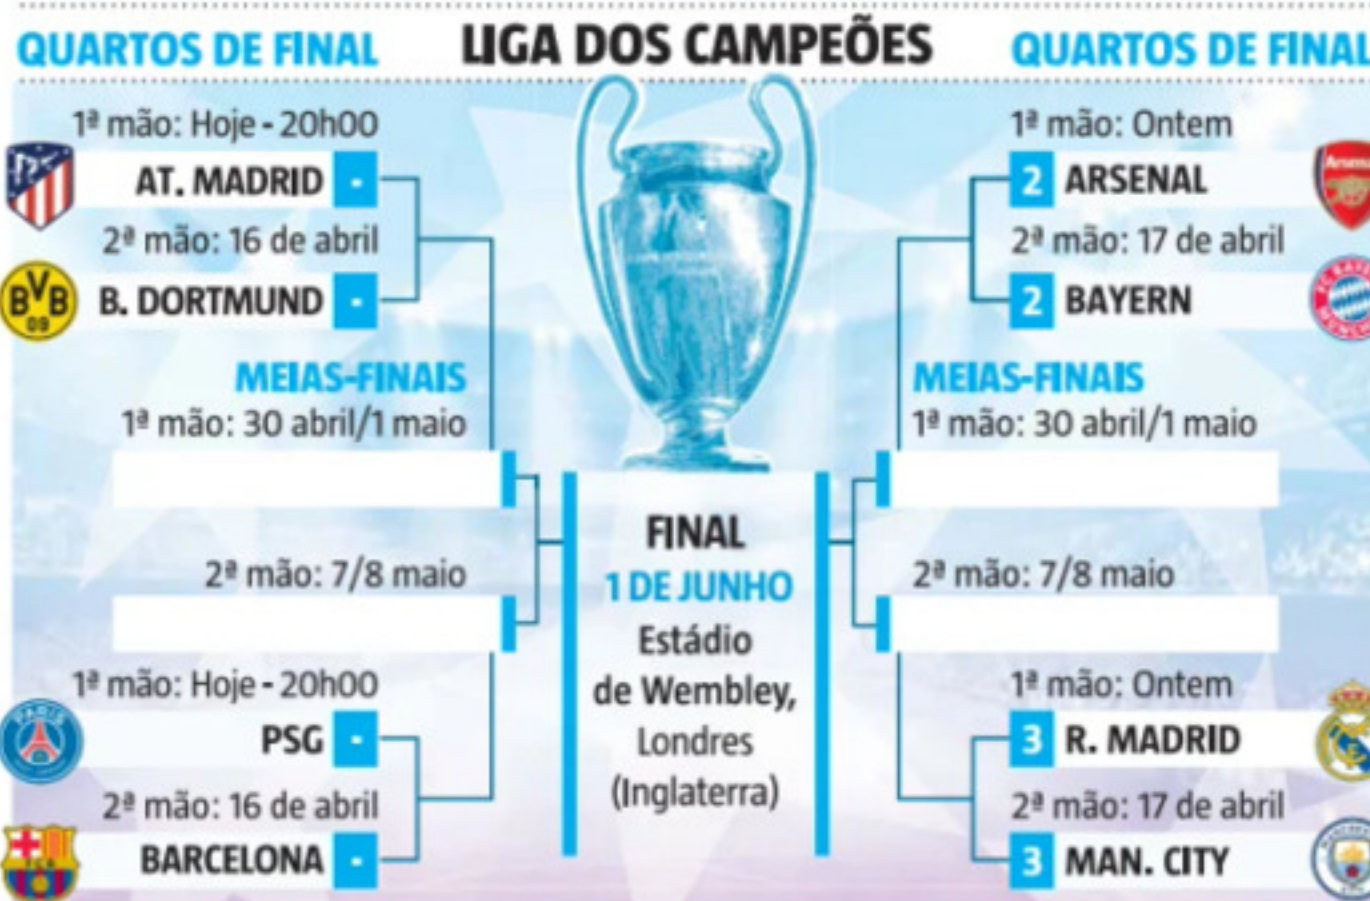 LIGA DOS CAMPEÕES
QUARTOS DE FINAL
1ª mão: Hoje - 20h00
AT. MADRID -
2ª mão: 16 de abril
BVB
09
B. DORTMUND -
MEIAS-FINAIS
1ª mão: 30 abril/1 maio
2ª mão: 7/8 maio
1ª mão: Hoje - 20h00
PARIS
PSG -
2ª mão: 16 de abril
BARCELONA -
FINAL
1 DE JUNHO
Estádio
de Wembley,
Londres
(Inglaterra)
QUARTOS DE FINAL
1ª mão: Ontem
2 ARSENAL
Arsenal
2ª mão: 17 de abril
2 BAYERN
MEIAS-FINAIS
1ª mão: 30 abril/1 maio
2ª mão: 7/8 maio
1ª mão: Ontem
3 R. MADRID
2ª mão: 17 de abril
3 MAN. CITY